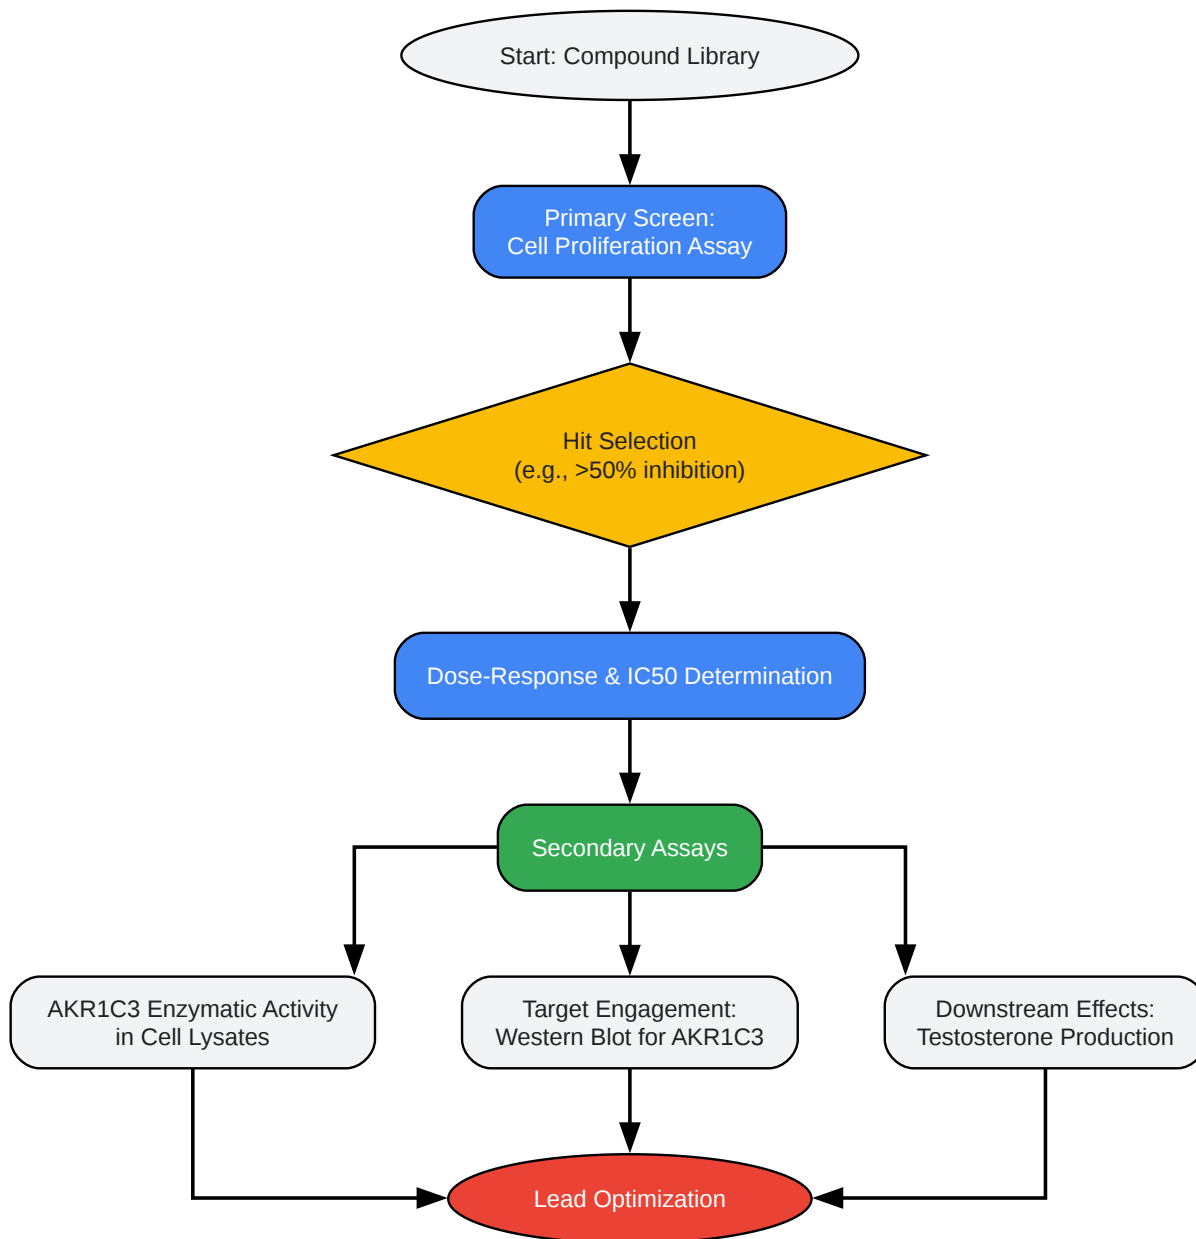 Start: Compound Library
Primary Screen:
Cell Proliferation Assay
Hit Selection
(e.g., >50% inhibition)
Dose-Response & IC50 Determination
Secondary Assays
AKR1C3 Enzymatic Activity
in Cell Lysates
Target Engagement:
Western Blot for AKR1C3
Downstream Effects:
Testosterone Production
Lead Optimization